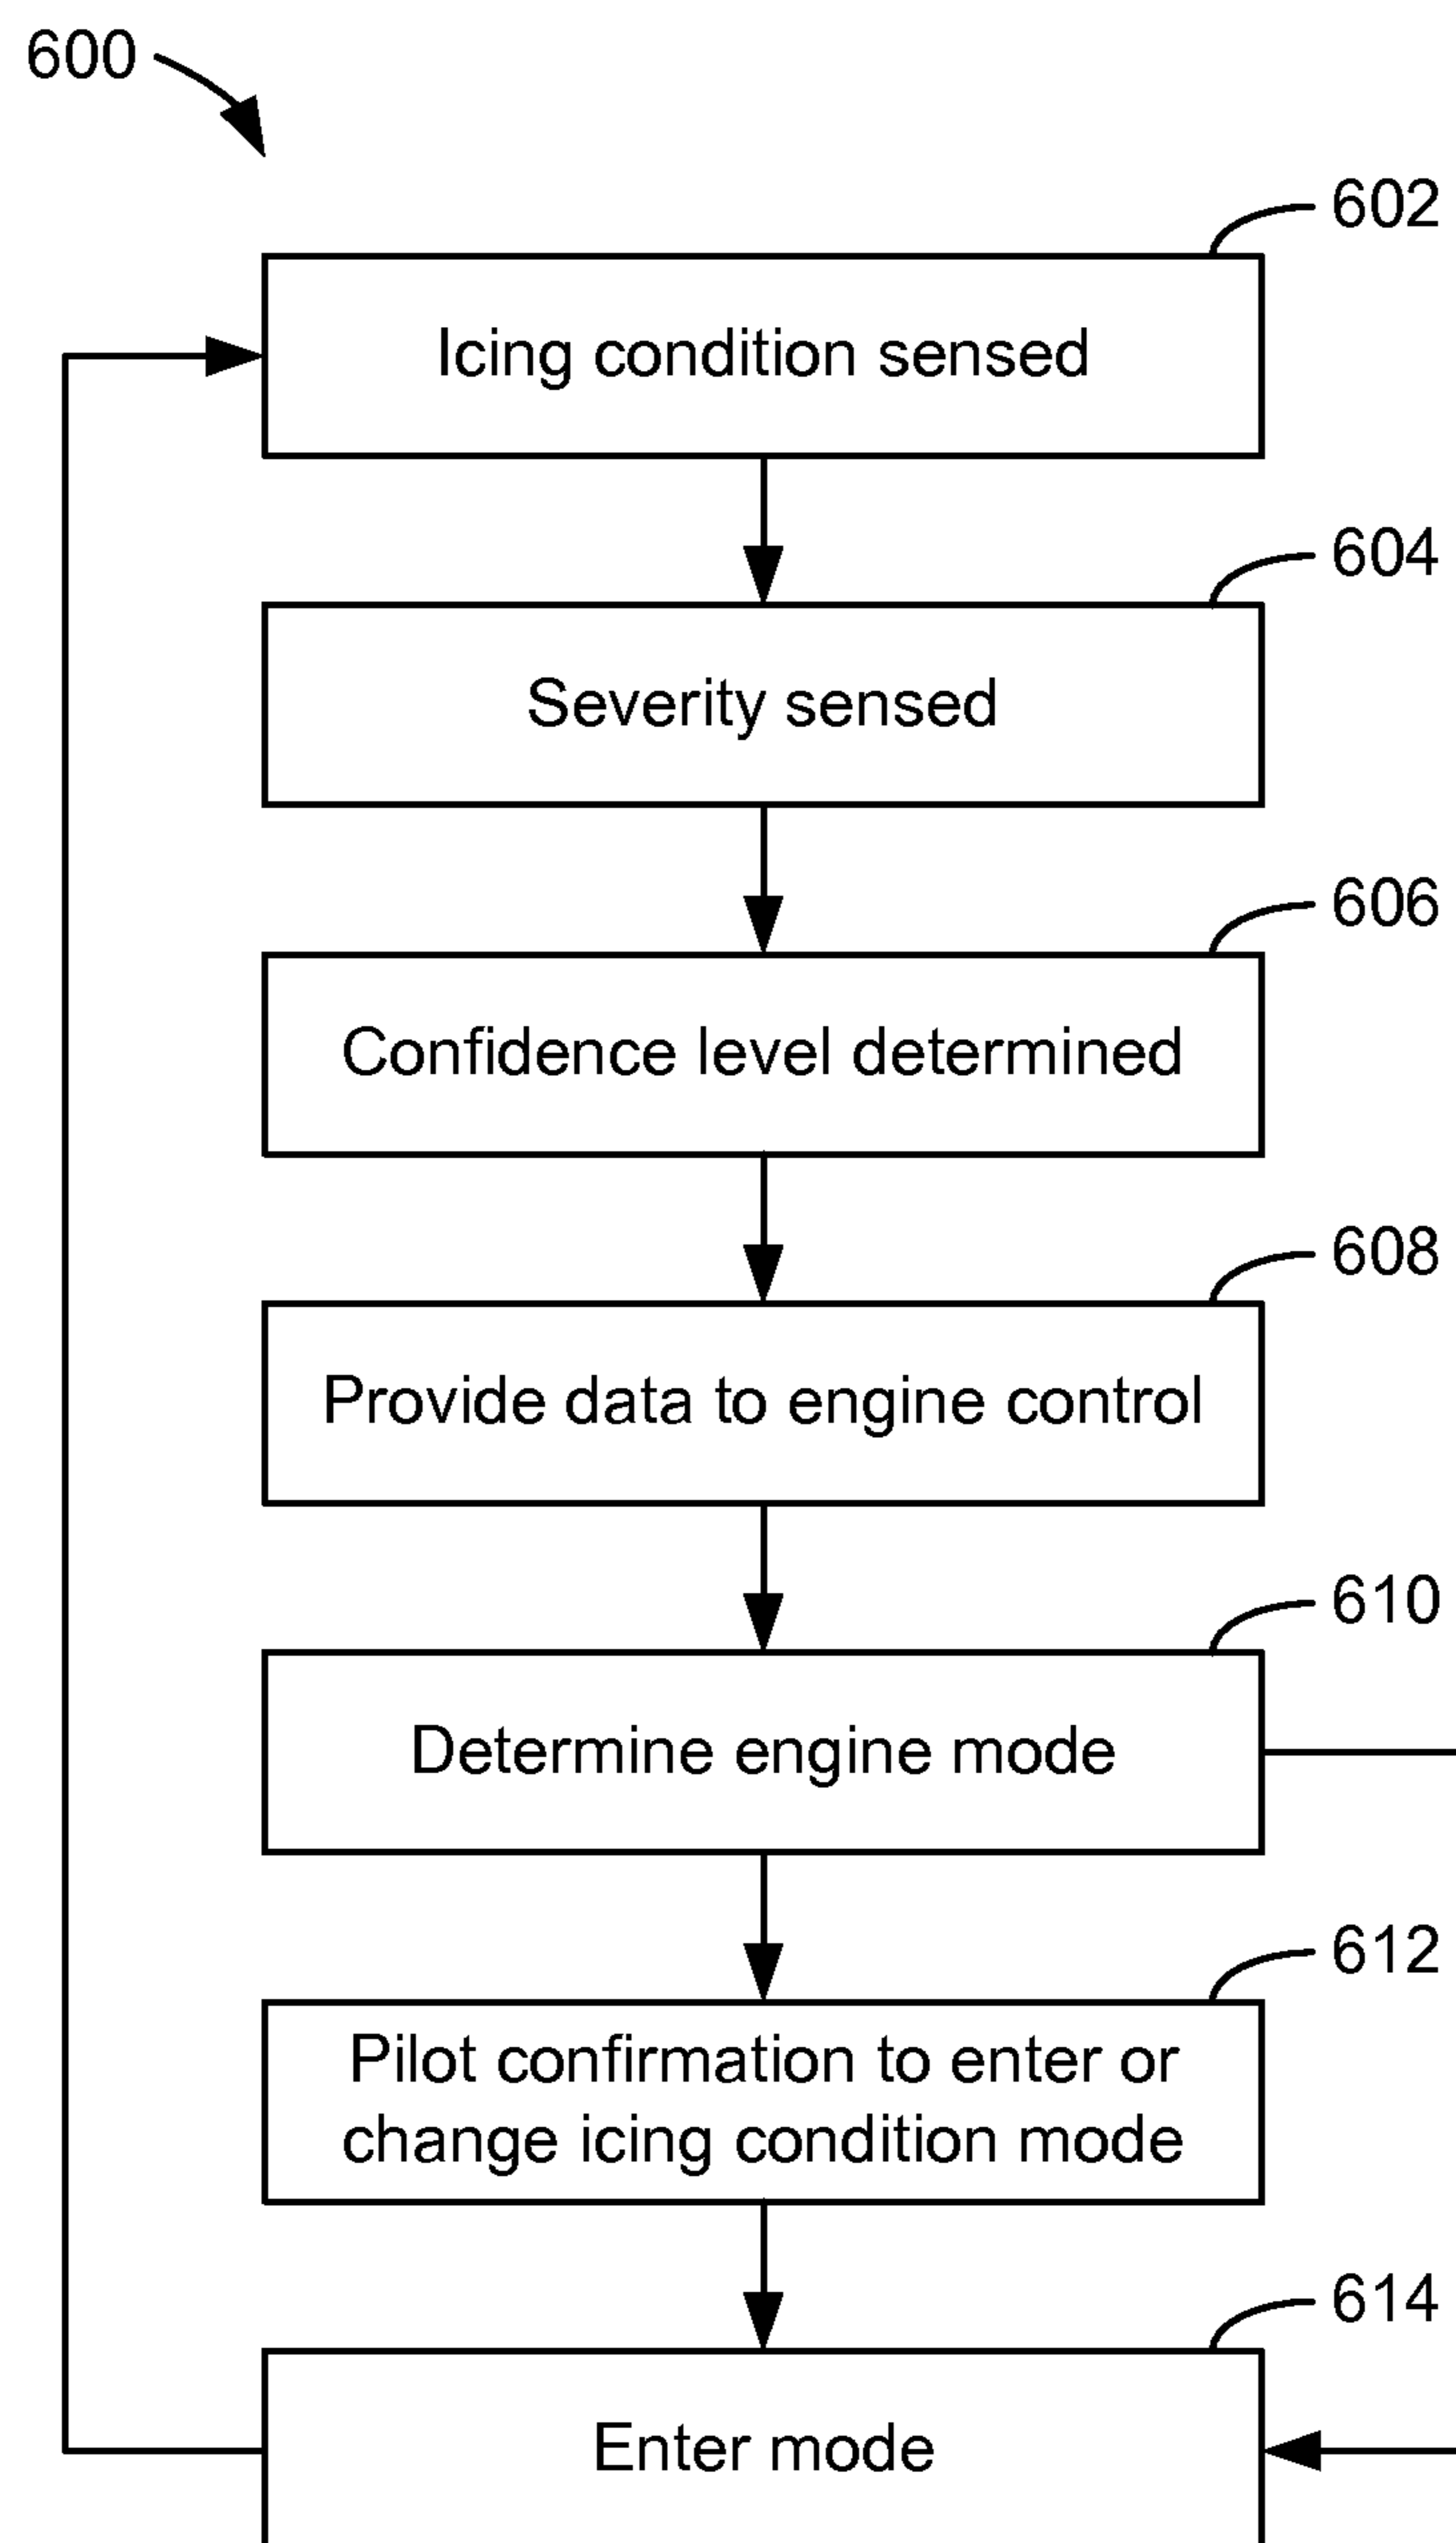 600
602
Icing condition sensed
604
Severity sensed
606
Confidence level determined
608
Provide data to engine control
610
Determine engine mode
612
Pilot confirmation to enter or
change icing condition mode
614
Enter mode